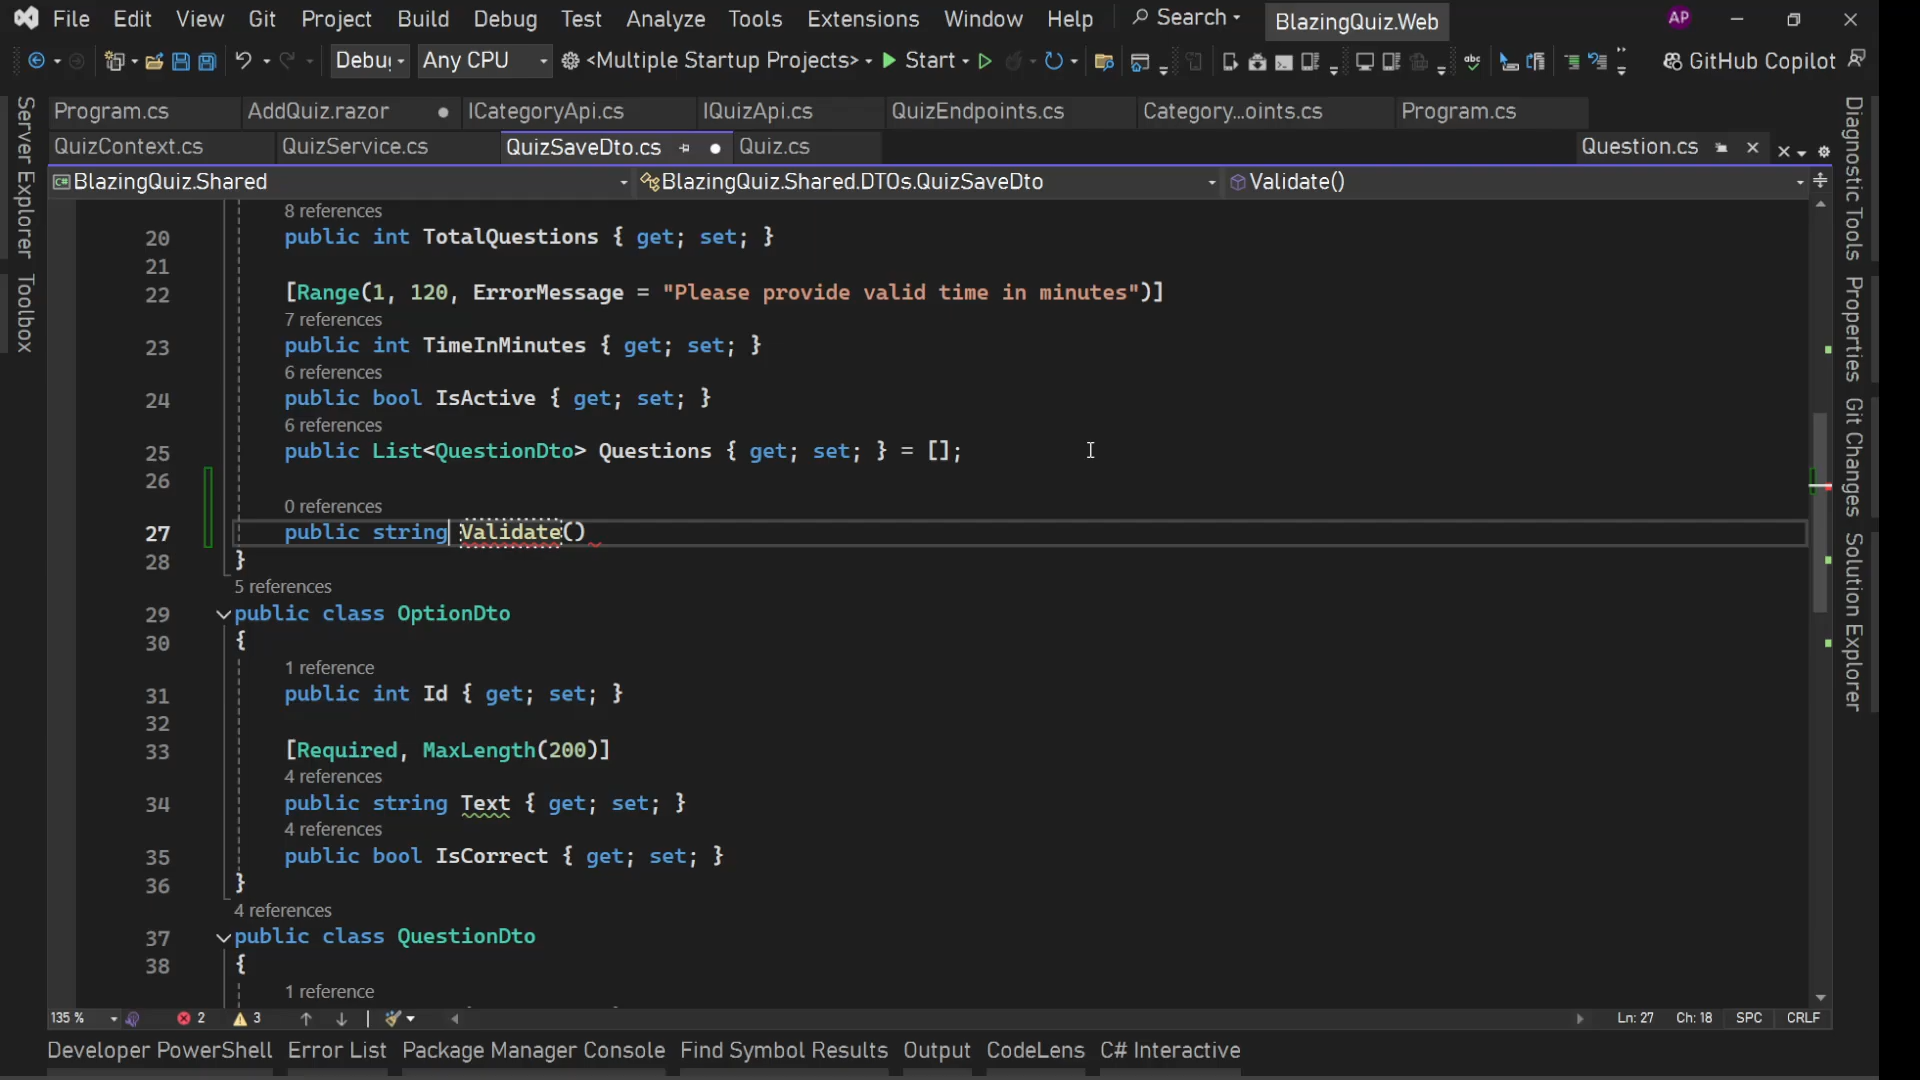 File Edit View Git Project Build Debug Test Analyze Tools Extensions Window Help Search BlazingQuiz.Web AP
Debug Any CPU <Multiple Startup Projects> Start GitHub Copilot
Program.cs AddQuiz.razor ICategoryApi.cs IQuizApi.cs QuizEndpoints.cs Category...oints.cs Program.cs
QuizContext.cs QuizService.cs QuizSaveDto.cs Quiz.cs Question.cs
BlazingQuiz.Shared BlazingQuiz.Shared.DTOs.QuizSaveDto Validate()
Server Explorer
Toolbox
8 references
20 public int TotalQuestions { get; set; }
21
22 [Range(1, 120, ErrorMessage = "Please provide valid time in minutes")]
7 references
23 public int TimeInMinutes { get; set; }
6 references
24 public bool IsActive { get; set; }
6 references
25 public List<QuestionDto> Questions { get; set; } = [];
26
0 references
27 public string Validate()
28 }
5 references
29 public class OptionDto
30 {
1 reference
31 public int Id { get; set; }
32
33 [Required, MaxLength(200)]
4 references
34 public string Text { get; set; }
4 references
35 public bool IsCorrect { get; set; }
36 }
4 references
37 public class QuestionDto
38 {
1 reference
Diagnostic Tools
Properties
Git Changes
Solution Explorer
135 % 2 3 Ln: 27 Ch: 18 SPC CRLF
Developer PowerShell Error List Package Manager Console Find Symbol Results Output CodeLens C# Interactive